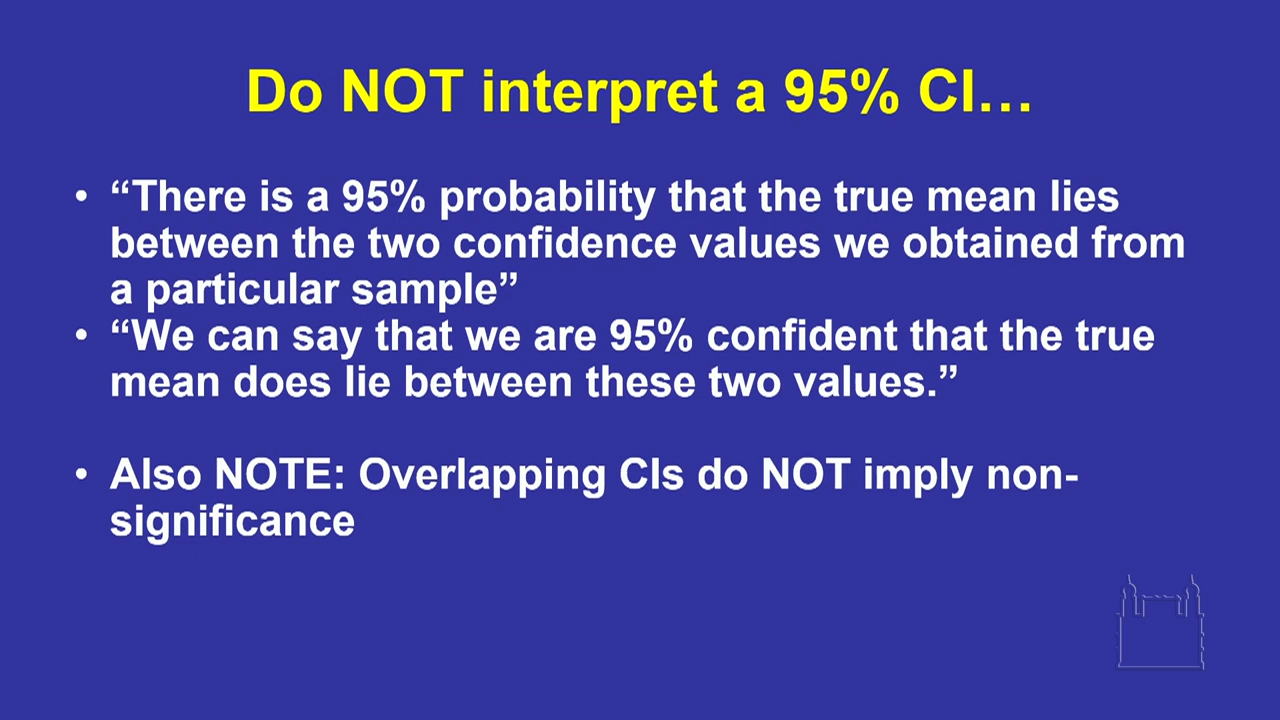 Do NOT interpret a 95% CI…
• “There is a 95% probability that the true mean lies
between the two confidence values we obtained from
a particular sample”
• “We can say that we are 95% confident that the true
mean does lie between these two values.”
• Also NOTE: Overlapping CIs do NOT imply non-
significance